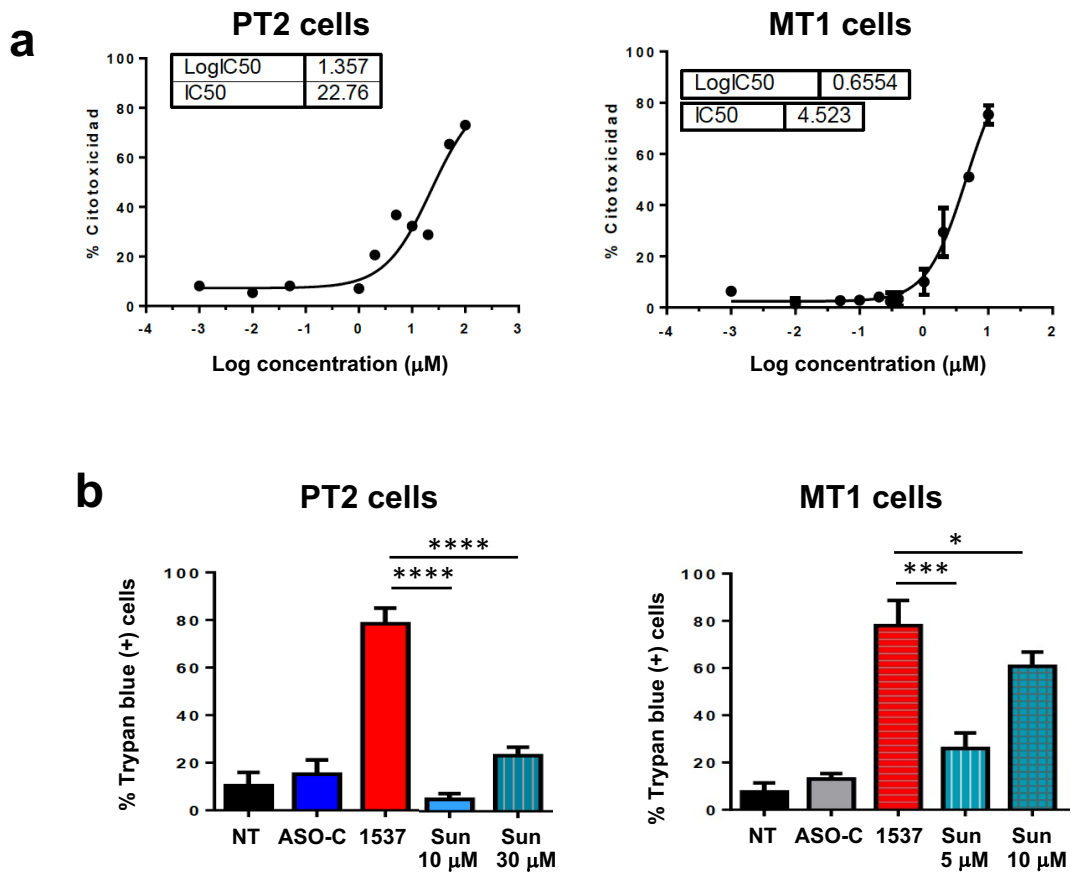 a
PT2 cells
LogIC50 1.357
IC50 22.76
% Citotoxicidad
100
80
60
40
20
0
-4 -3 -2 -1 0 1 2 3
Log concentration (μM)
MT1 cells
LogIC50 0.6554
IC50 4.523
% Citotoxicidad
100
80
60
40
20
0
-4 -3 -2 -1 0 1 2
Log concentration (μM)
b
PT2 cells
****
****
% Trypan blue (+) cells
100
80
60
40
20
0
NT ASO-C 1537 Sun Sun
10 μM 30 μM
MT1 cells
*
***
% Trypan blue (+) cells
100
80
60
40
20
0
NT ASO-C 1537 Sun Sun
5 μM 10 μM